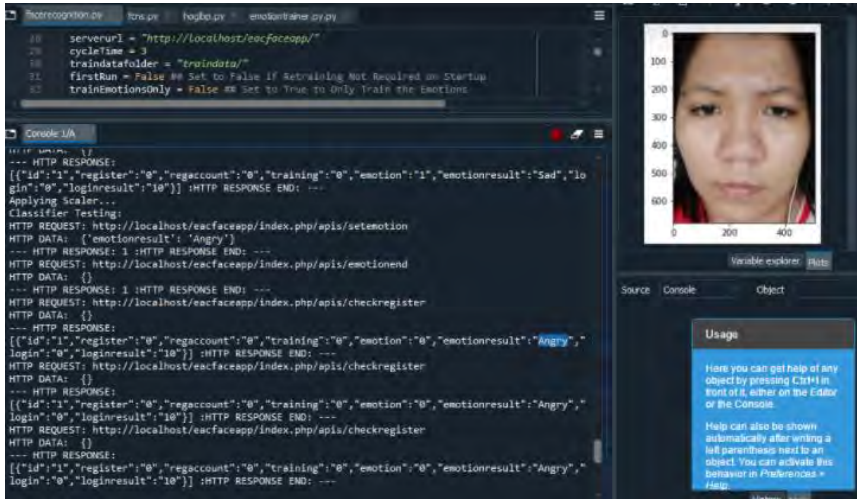 facerecognition.py fcns.py hogbp.py emotiontrainer.py.py
serverurl = "http://localhost/eacfaceapp/"
cycleTime = 3
traindatafolder = "traindata/"
firstRun = False ## Set to False if Retraining Not Required on Startup
trainEmotionsOnly = False ## Set to True to Only Train the Emotions
Console 1/A
HTTP DATA: {}
--- HTTP RESPONSE:
[{"id":"1","register":"0","regaccount":"0","training":"0","emotion":"1","emotionresult":"Sad","lo
gin":"0","loginresult":"10"}] :HTTP RESPONSE END: ---
Applying Scaler...
Classifier Testing:
HTTP REQUEST: http://localhost/eacfaceapp/index.php/apis/setemotion
HTTP DATA: {'emotionresult': 'Angry'}
--- HTTP RESPONSE: 1 :HTTP RESPONSE END: ---
HTTP REQUEST: http://localhost/eacfaceapp/index.php/apis/emotionend
HTTP DATA: {}
--- HTTP RESPONSE: 1 :HTTP RESPONSE END: ---
HTTP REQUEST: http://localhost/eacfaceapp/index.php/apis/checkregister
HTTP DATA: {}
--- HTTP RESPONSE:
[{"id":"1","register":"0","regaccount":"0","training":"0","emotion":"0","emotionresult":"Angry","
login":"0","loginresult":"10"}] :HTTP RESPONSE END: ---
HTTP REQUEST: http://localhost/eacfaceapp/index.php/apis/checkregister
HTTP DATA: {}
--- HTTP RESPONSE:
[{"id":"1","register":"0","regaccount":"0","training":"0","emotion":"0","emotionresult":"Angry","
login":"0","loginresult":"10"}] :HTTP RESPONSE END: ---
HTTP REQUEST: http://localhost/eacfaceapp/index.php/apis/checkregister
HTTP DATA: {}
--- HTTP RESPONSE:
[{"id":"1","register":"0","regaccount":"0","training":"0","emotion":"0","emotionresult":"Angry","
login":"0","loginresult":"10"}] :HTTP RESPONSE END: ---
0
100
200
300
400
500
600
0 200 400
Variable explorer Plots
Source Console Object
Usage
Here you can get help of any
object by pressing Ctrl+I in
front of it, either on the Editor
or the Console.
Help can also be shown
automatically after writing a
left parenthesis next to an
object. You can activate this
behavior in Preferences >
Help.